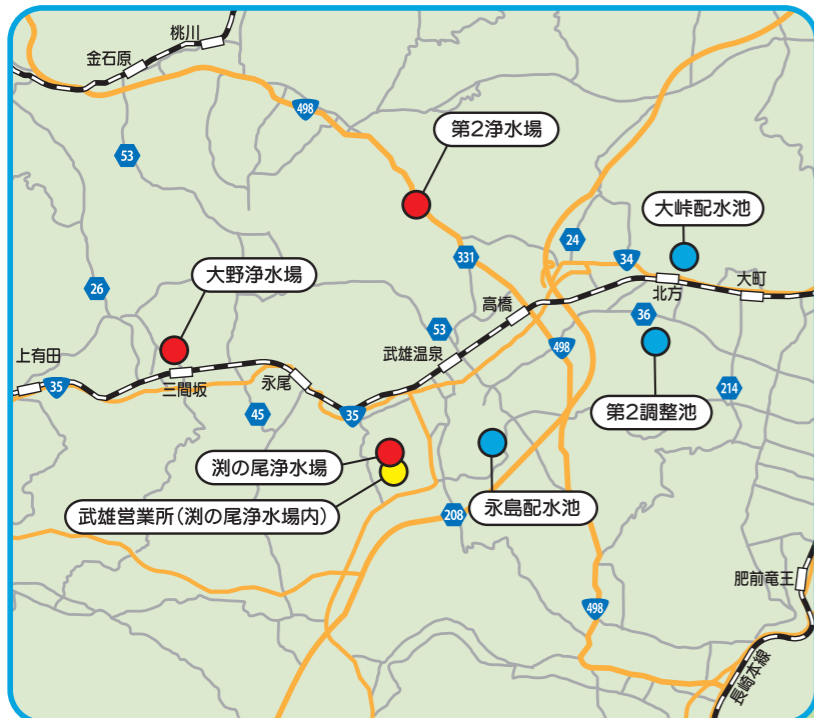 桃川
金石原
498
第2浄水場
53
大峠配水池
24
331
34
大野浄水場
26
大町
北方
高橋
36
53
上有田
武雄温泉
498
35
三間坂
永尾
214
第2調整池
45
35
渕の尾浄水場
永島配水池
武雄営業所(渕の尾浄水場内)
208
肥前竜王
498
長崎本線